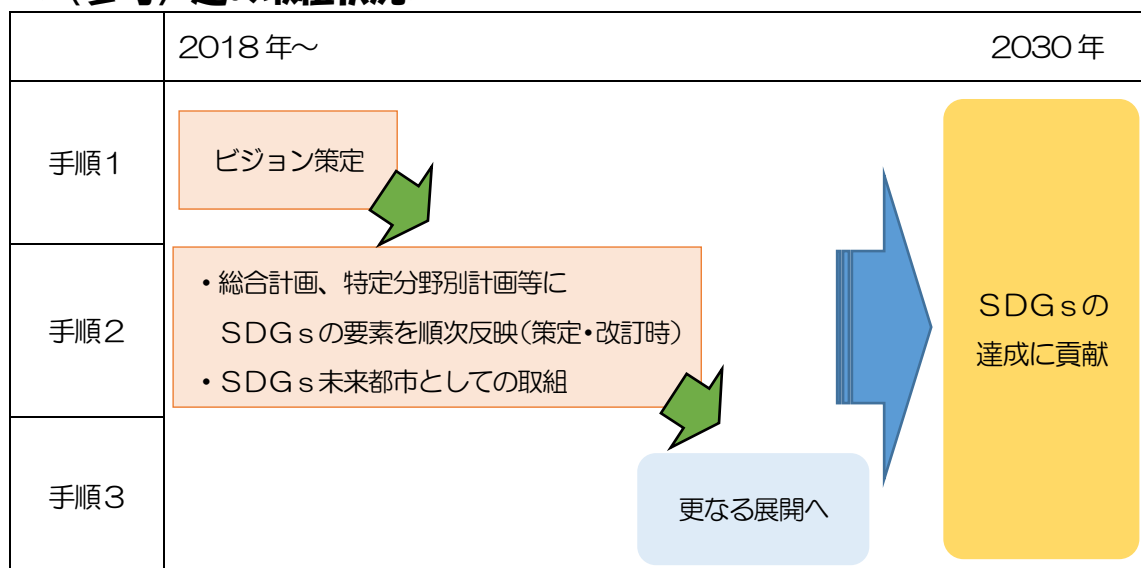 2018年～
2030年
手順1
ビジョン策定
手順2
・総合計画、特定分野別計画等に
SDGsの要素を順次反映(策定・改訂時)
・SDGs未来都市としての取組
SDGsの
達成に貢献
手順3
更なる展開へ